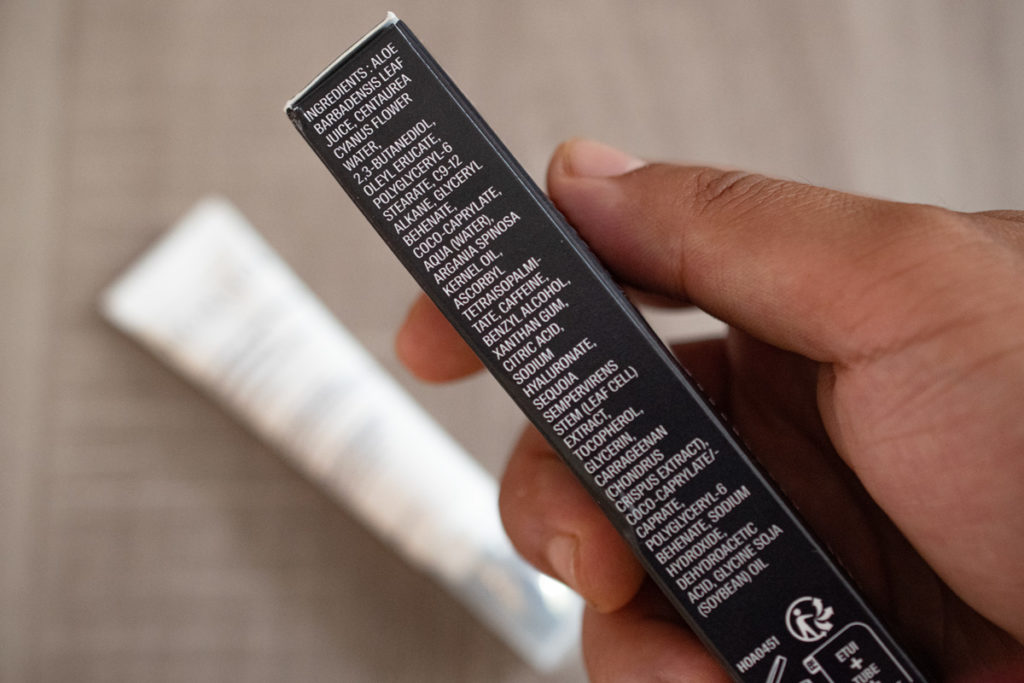 INGREDIENTS : ALOE
BARBADENSIS LEAF
JUICE, CENTAUREA
CYANUS FLOWER
WATER,
2,3-BUTANEDIOL,
OLEYL ERUCATE,
POLYGLYCERYL-6
STEARATE, C9-12
ALKANE, GLYCERYL
BEHENATE,
COCO-CAPRYLATE,
AQUA (WATER),
ARGANIA SPINOSA
KERNEL OIL,
ASCORBYL
TETRAISOPALMI-
TATE, CAFFEINE,
BENZYL ALCOHOL,
XANTHAN GUM,
CITRIC ACID,
SODIUM
HYALURONATE,
SEQUOIA
SEMPERVIRENS
STEM (LEAF CELL)
EXTRACT,
TOCOPHEROL,
GLYCERIN,
CARRAGEENAN
(CHONDRUS
CRISPUS EXTRACT),
COCO-CAPRYLATE/-
CAPRATE,
POLYGLYCERYL-6
BEHENATE, SODIUM
HYDROXIDE,
DEHYDROACETIC
ACID, GLYCINE SOJA
(SOYBEAN) OIL
HOA0451
ETUI
+
TUBE